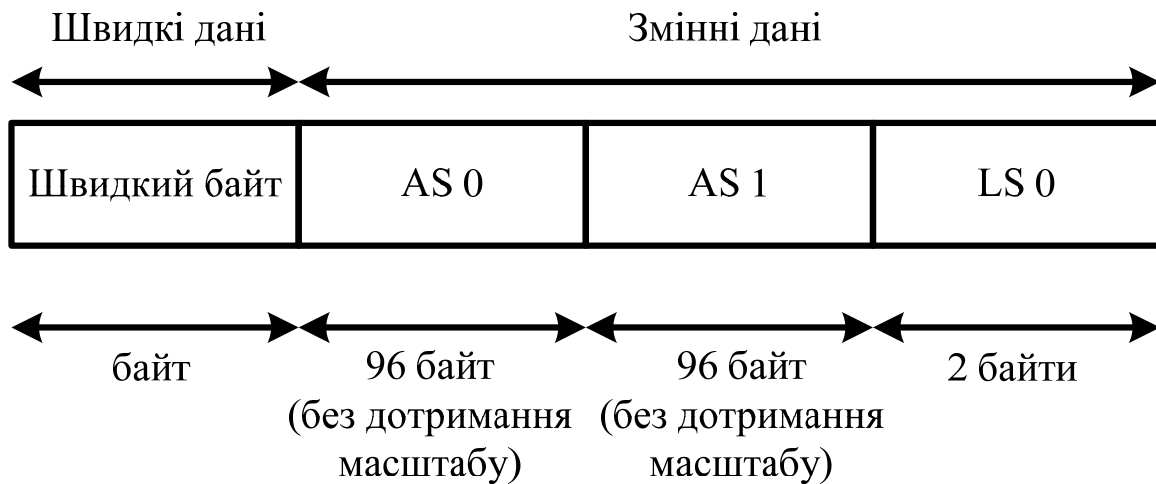 Швидкі дані
Змінні дані
Швидкий байт
AS 0
AS 1
LS 0
байт
96 байт
(без дотримання
масштабу)
96 байт
(без дотримання
масштабу)
2 байти